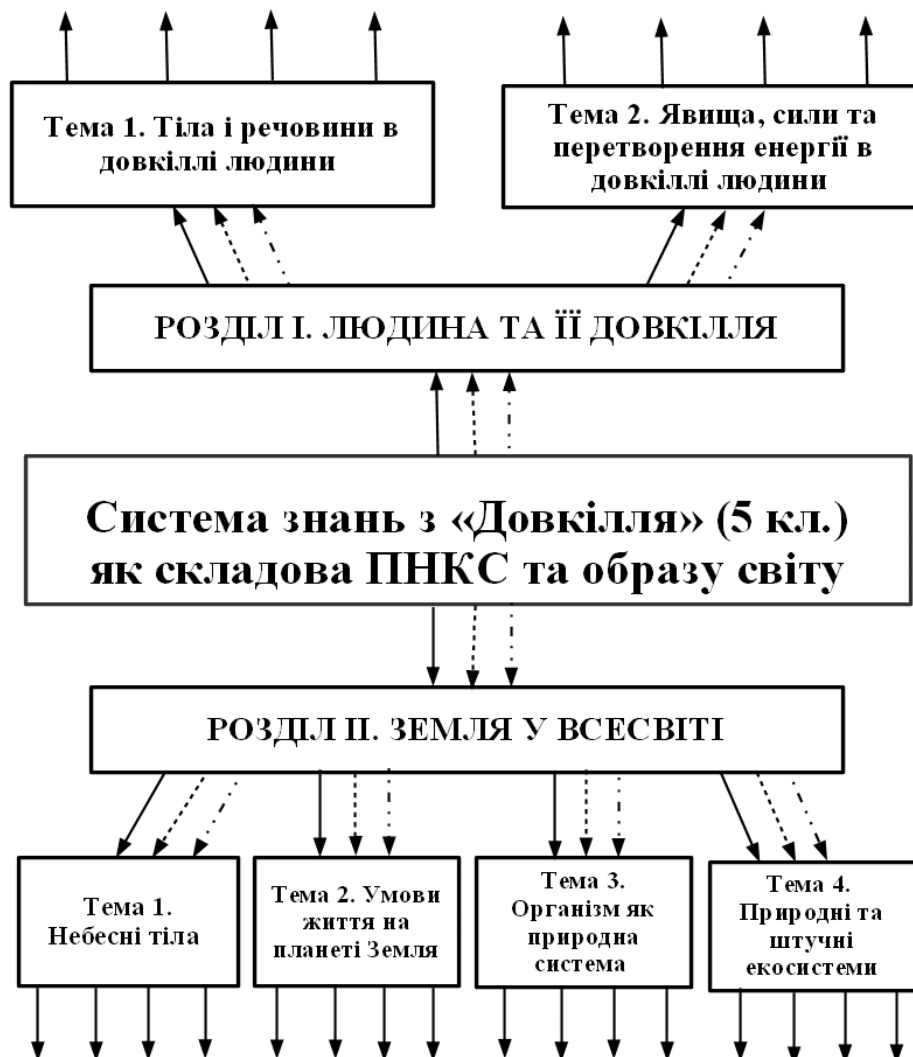 Тема 1. Тіла і речовини в
довкіллі людини
Тема 2. Явища, сили та
перетворення енергії в
довкіллі людини
РОЗДІЛ І. ЛЮДИНА ТА ЇЇ ДОВКІЛЛЯ
Система знань з «Довкілля» (5 кл.)
як складова ПНКС та образу світу
РОЗДІЛ ІІ. ЗЕМЛЯ У ВСЕСВІТІ
Тема 1.
Небесні тіла
Тема 2. Умови
життя на
планеті Земля
Тема 3.
Організм як
природна
система
Тема 4.
Природні та
штучні
екосистеми